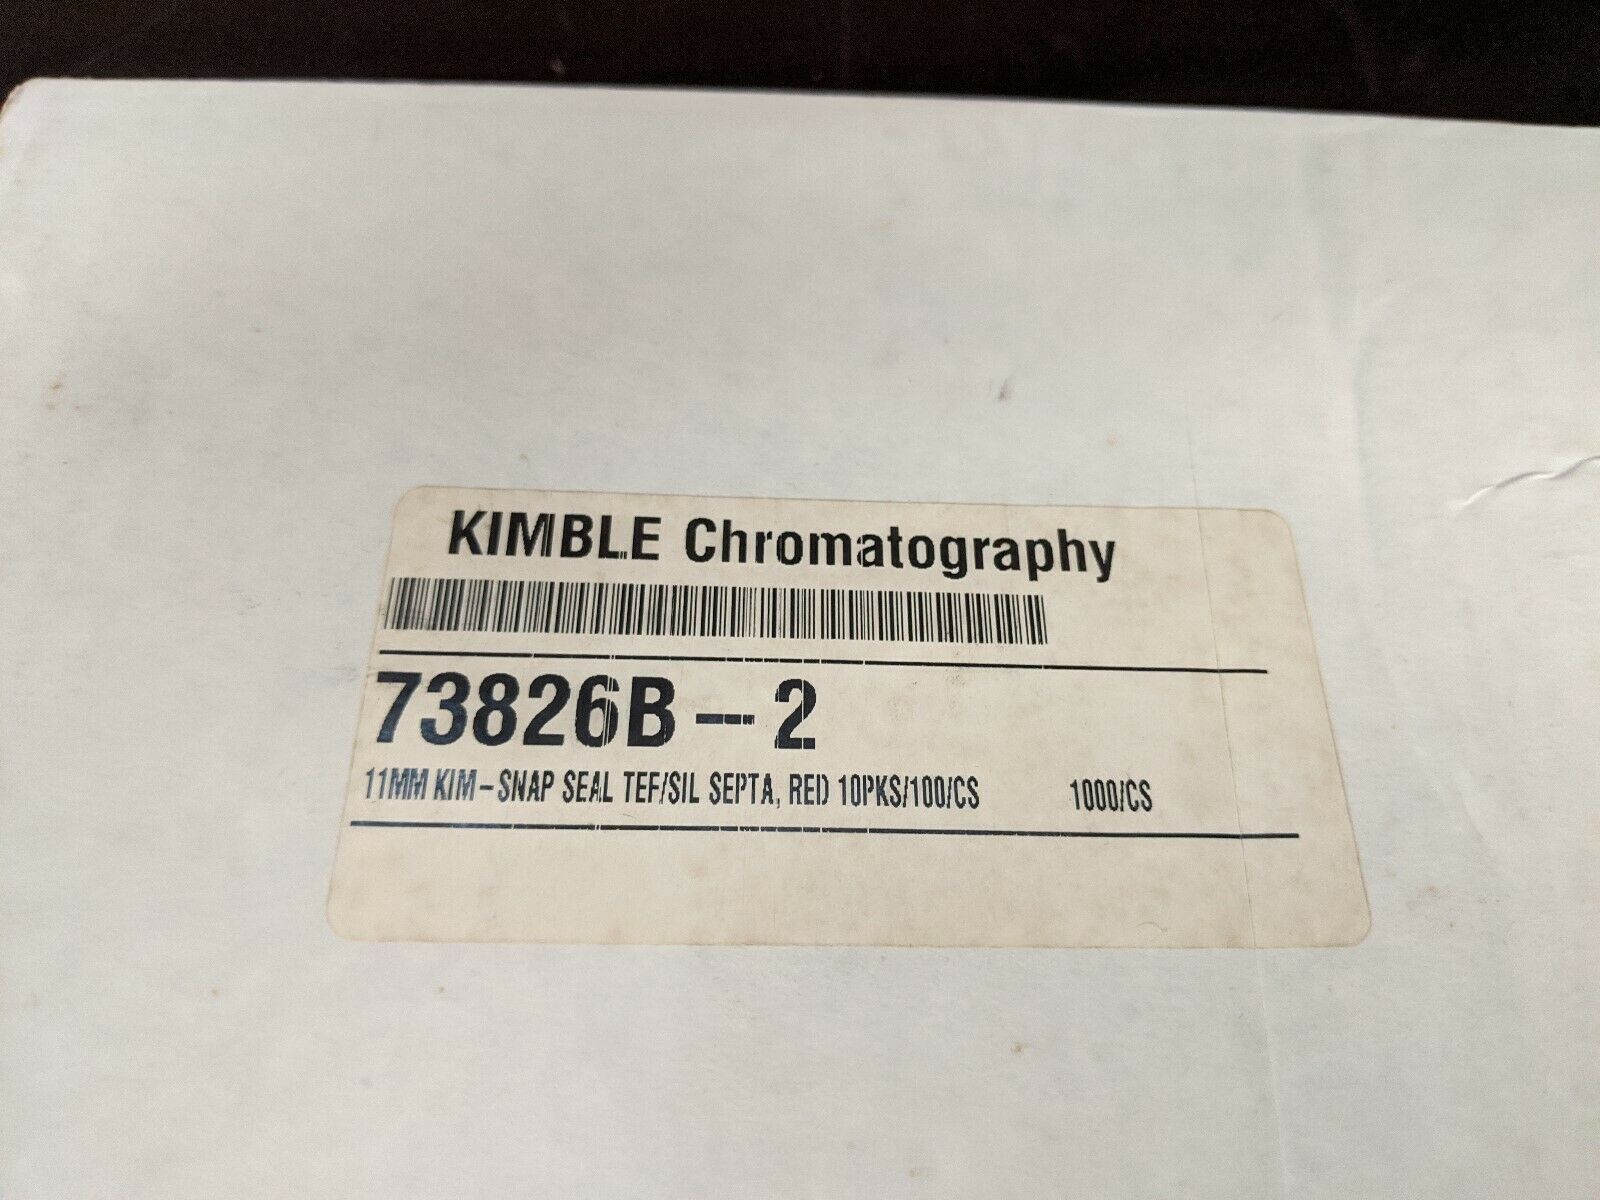 KIMBLE Chromatography
73826B-2
11MM KIM-SNAP SEAL TEF/SIL SEPTA, RED 10PKS/100/CS 1000/CS